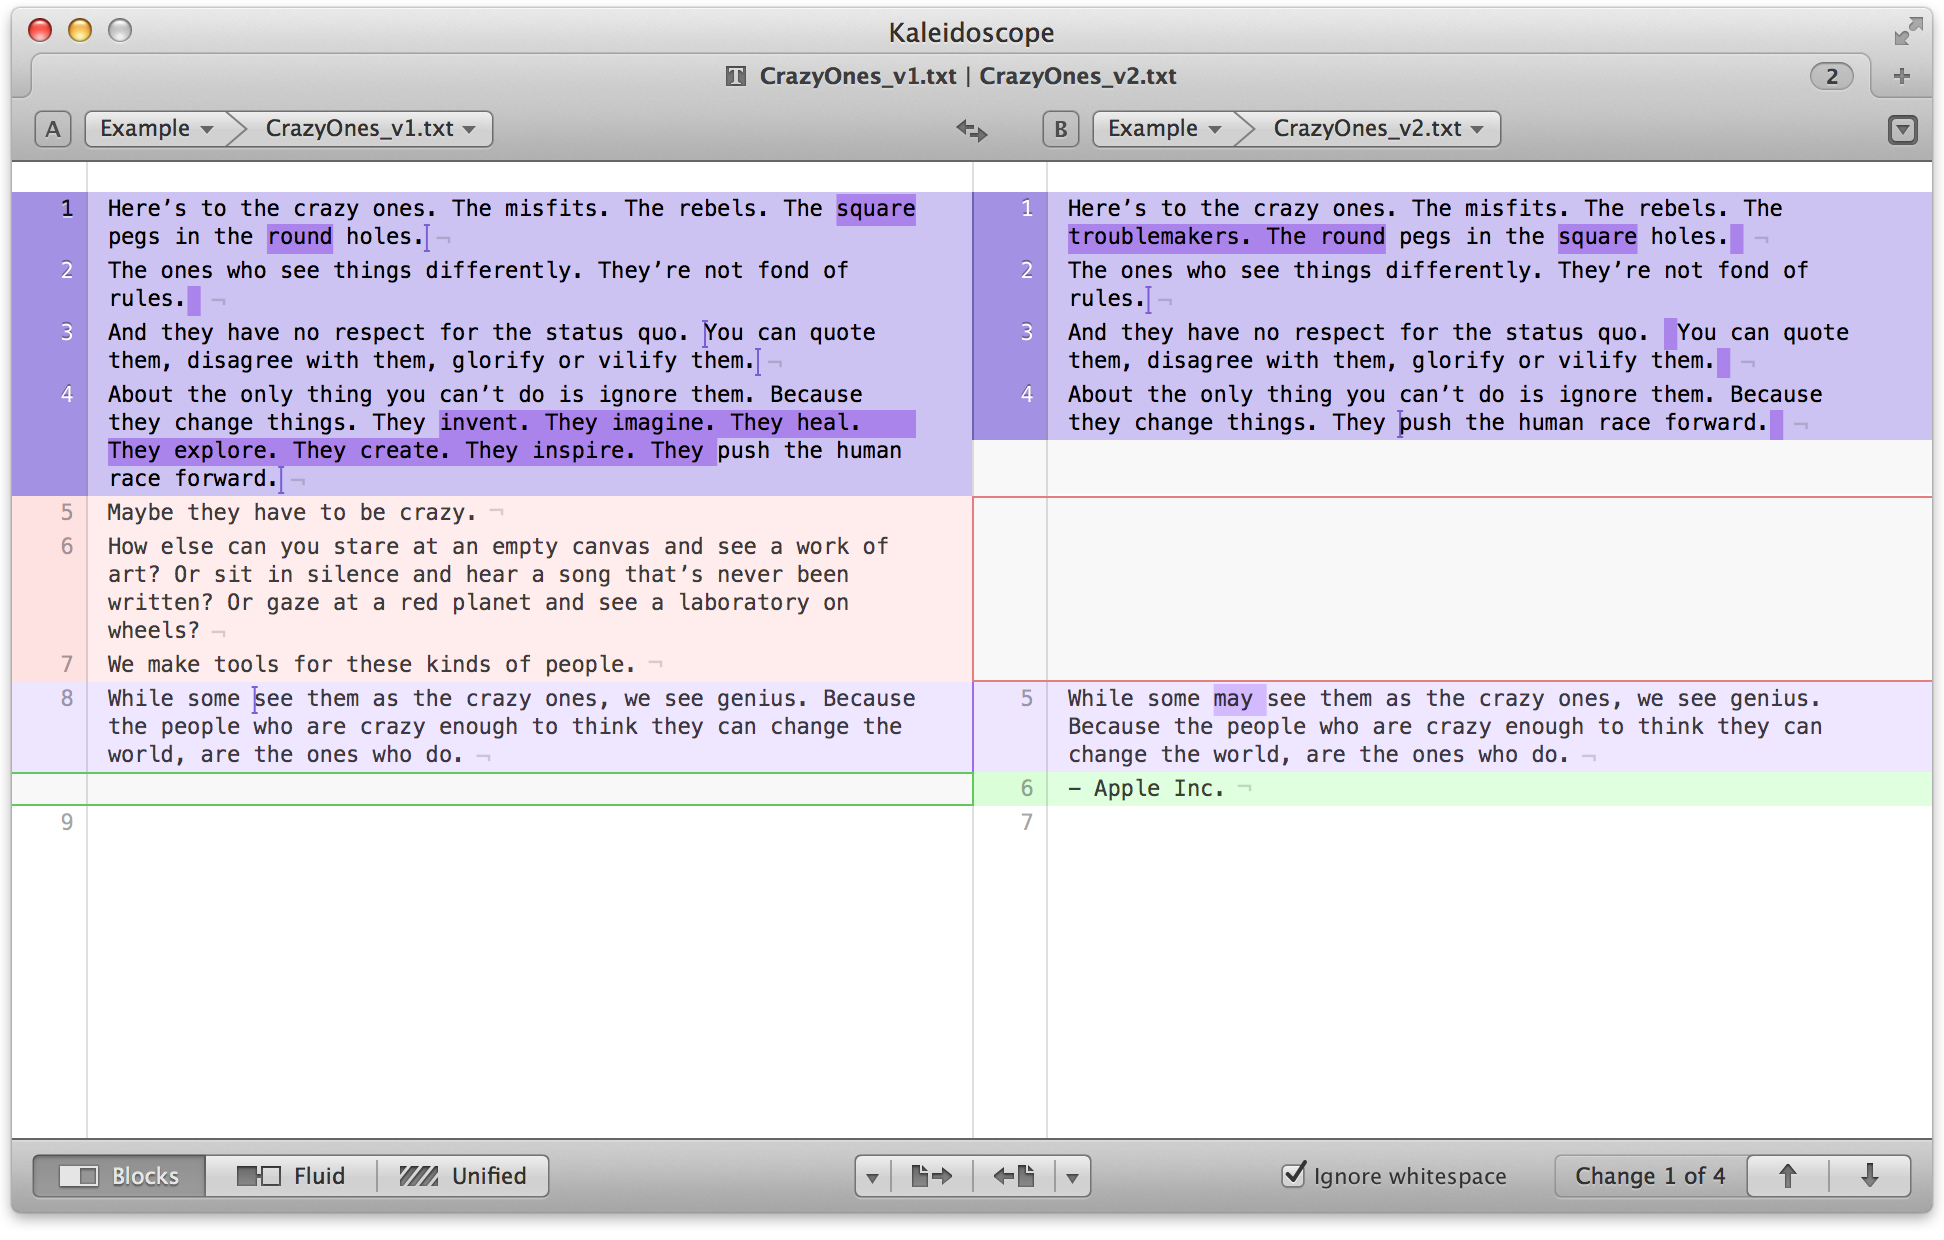 Kaleidoscope
CrazyOnes_v1.txt | CrazyOnes_v2.txt
2
+
A
Example
CrazyOnes_v1.txt
B
Example
CrazyOnes_v2.txt
1 Here’s to the crazy ones. The misfits. The rebels. The square
pegs in the round holes. ¬
2 The ones who see things differently. They’re not fond of
rules. ¬
3 And they have no respect for the status quo. You can quote
them, disagree with them, glorify or vilify them. ¬
4 About the only thing you can’t do is ignore them. Because
they change things. They invent. They imagine. They heal.
They explore. They create. They inspire. They push the human
race forward. ¬
5 Maybe they have to be crazy. ¬
6 How else can you stare at an empty canvas and see a work of
art? Or sit in silence and hear a song that’s never been
written? Or gaze at a red planet and see a laboratory on
wheels? ¬
7 We make tools for these kinds of people. ¬
8 While some see them as the crazy ones, we see genius. Because
the people who are crazy enough to think they can change the
world, are the ones who do. ¬
9
1 Here’s to the crazy ones. The misfits. The rebels. The
troublemakers. The round pegs in the square holes. ¬
2 The ones who see things differently. They’re not fond of
rules. ¬
3 And they have no respect for the status quo. You can quote
them, disagree with them, glorify or vilify them. ¬
4 About the only thing you can’t do is ignore them. Because
they change things. They push the human race forward. ¬
5 While some may see them as the crazy ones, we see genius.
Because the people who are crazy enough to think they can
change the world, are the ones who do. ¬
6 – Apple Inc. ¬
7
Blocks
Fluid
Unified
Ignore whitespace
Change 1 of 4